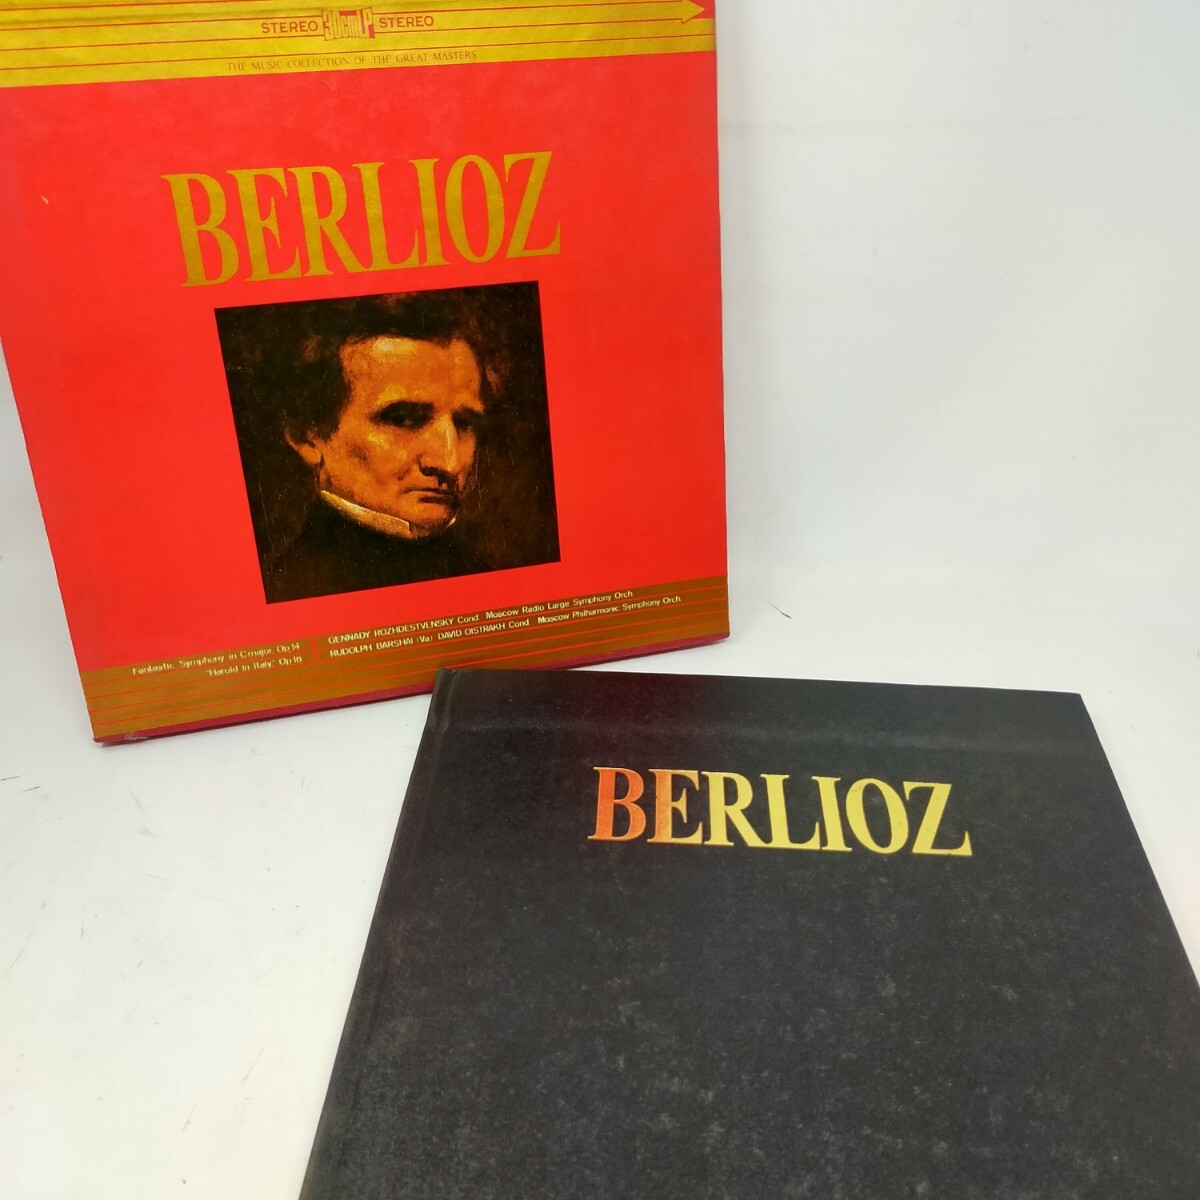 STEREO 30cmLP STEREO
THE MUSIC COLLECTION OF THE GREAT MASTERS
BERLIOZ
Fantastic Symphony in C major, Op.14
"Harold in Italy," Op.16
GENNADY ROZHDESTVENSKY Cond Moscow Radio Large Symphony Orch.
RUDOLPH BARSHAI (Va) DAVID OISTRAKH Cond Moscow Philharmonic Symphony Orch.
BERLIOZ